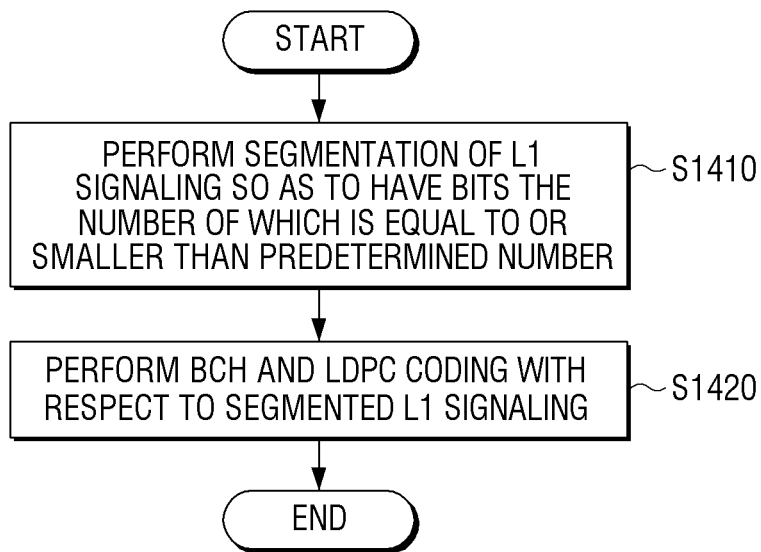 START
PERFORM SEGMENTATION OF L1
SIGNALING SO AS TO HAVE BITS THE
NUMBER OF WHICH IS EQUAL TO OR
SMALLER THAN PREDETERMINED NUMBER
S1410
PERFORM BCH AND LDPC CODING WITH
RESPECT TO SEGMENTED L1 SIGNALING
S1420
END